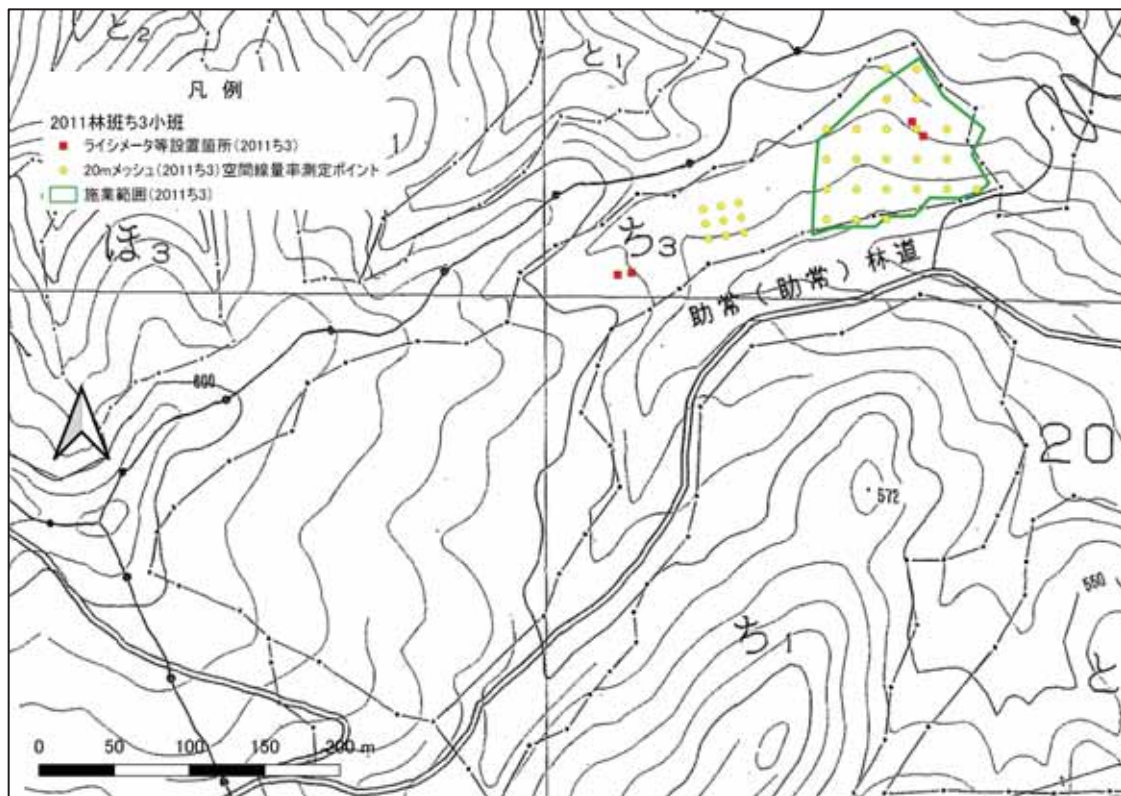 と2
と1
凡 例
2011林班ち3小班
ライシメータ等設置箇所(2011ち3)
20mメッシュ(2011ち3)空間線量率測定ポイント
施業範囲(2011ち3)
1
ほ3
ち3
助常(助常)林道
600
20
572
550
ち1
と
0 50 100 150 200 m